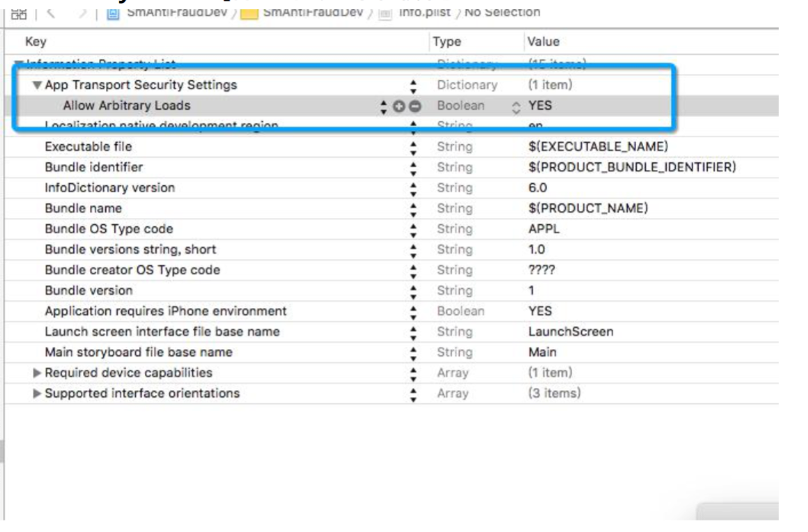 SmAntiFraudDev SmAntiFraudDev Info.plist No Selection
Key Type Value
Information Property List Dictionary (15 items)
App Transport Security Settings Dictionary (1 item)
Allow Arbitrary Loads Boolean YES
Localization native development region String en
Executable file String $(EXECUTABLE_NAME)
Bundle identifier String $(PRODUCT_BUNDLE_IDENTIFIER)
InfoDictionary version String 6.0
Bundle name String $(PRODUCT_NAME)
Bundle OS Type code String APPL
Bundle versions string, short String 1.0
Bundle creator OS Type code String ????
Bundle version String 1
Application requires iPhone environment Boolean YES
Launch screen interface file base name String LaunchScreen
Main storyboard file base name String Main
Required device capabilities Array (1 item)
Supported interface orientations Array (3 items)